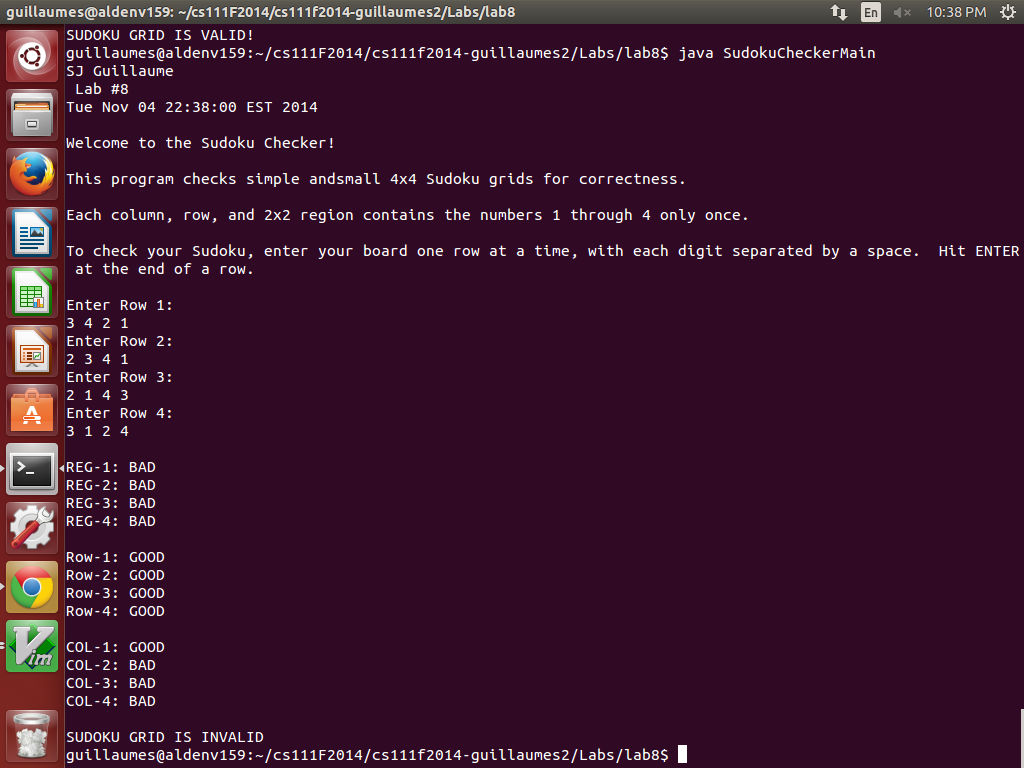 guillaumes@aldenv159: ~/cs111F2014/cs111f2014-guillaumes2/Labs/lab8 En 10:38 PM
SUDOKU GRID IS VALID!
guillaumes@aldenv159:~/cs111F2014/cs111f2014-guillaumes2/Labs/lab8$ java SudokuCheckerMain
SJ Guillaume
 Lab #8
Tue Nov 04 22:38:00 EST 2014
Welcome to the Sudoku Checker!
This program checks simple andsmall 4x4 Sudoku grids for correctness.
Each column, row, and 2x2 region contains the numbers 1 through 4 only once.
To check your Sudoku, enter your board one row at a time, with each digit separated by a space.  Hit ENTER
 at the end of a row.
Enter Row 1:
3 4 2 1
Enter Row 2:
2 3 4 1
Enter Row 3:
2 1 4 3
Enter Row 4:
3 1 2 4
REG-1: BAD
REG-2: BAD
REG-3: BAD
REG-4: BAD
Row-1: GOOD
Row-2: GOOD
Row-3: GOOD
Row-4: GOOD
COL-1: GOOD
COL-2: BAD
COL-3: BAD
COL-4: BAD
SUDOKU GRID IS INVALID
guillaumes@aldenv159:~/cs111F2014/cs111f2014-guillaumes2/Labs/lab8$
Vim